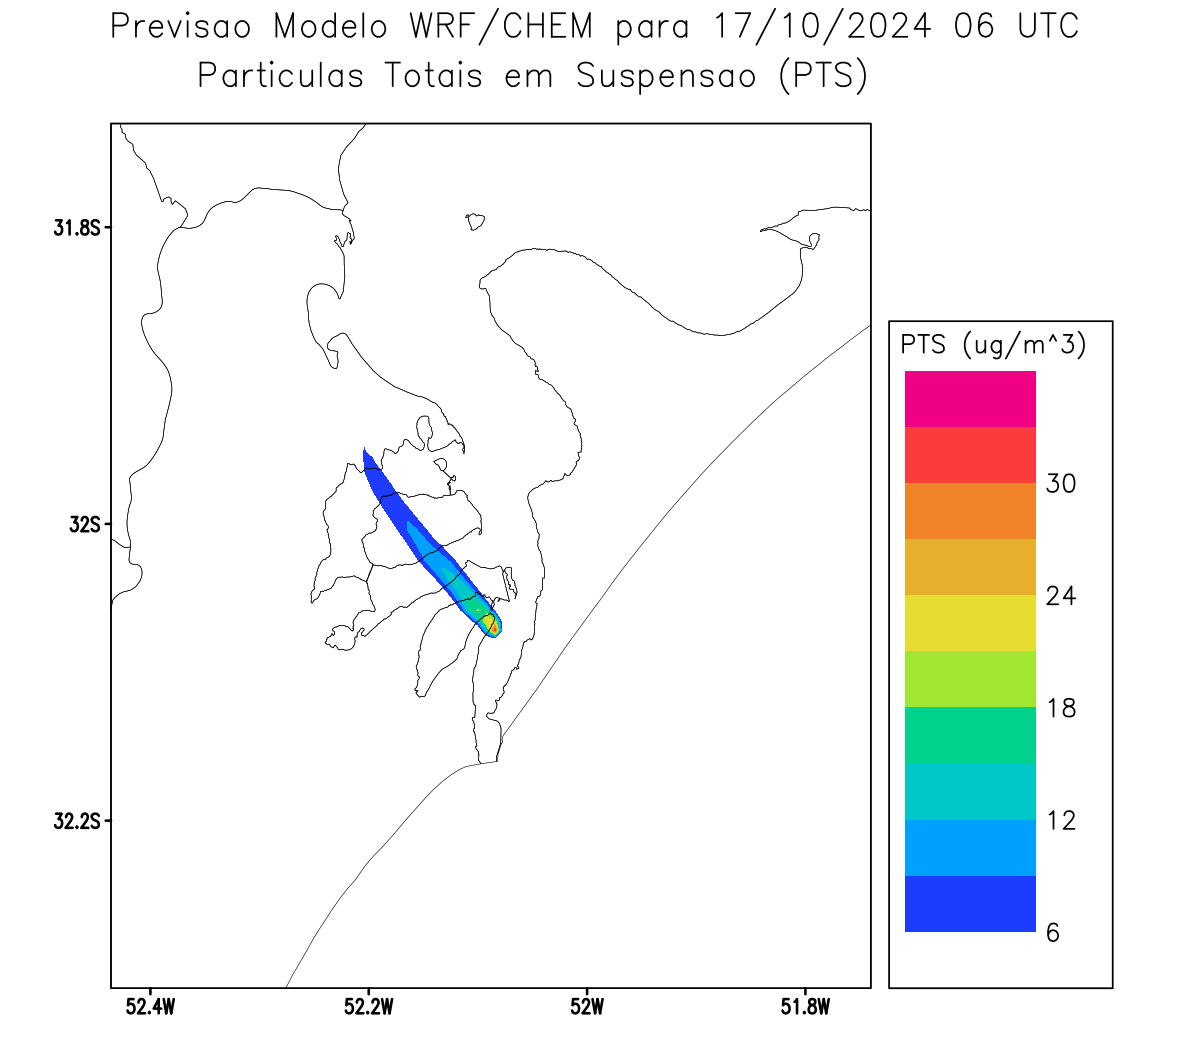 Previsao Modelo WRF/CHEM para 17/10/2024 06 UTC
Particulas Totais em Suspensao (PTS)
31.8S
32S
32.2S
52.4W 52.2W 52W 51.8W
PTS (ug/m^3)
30
24
18
12
6